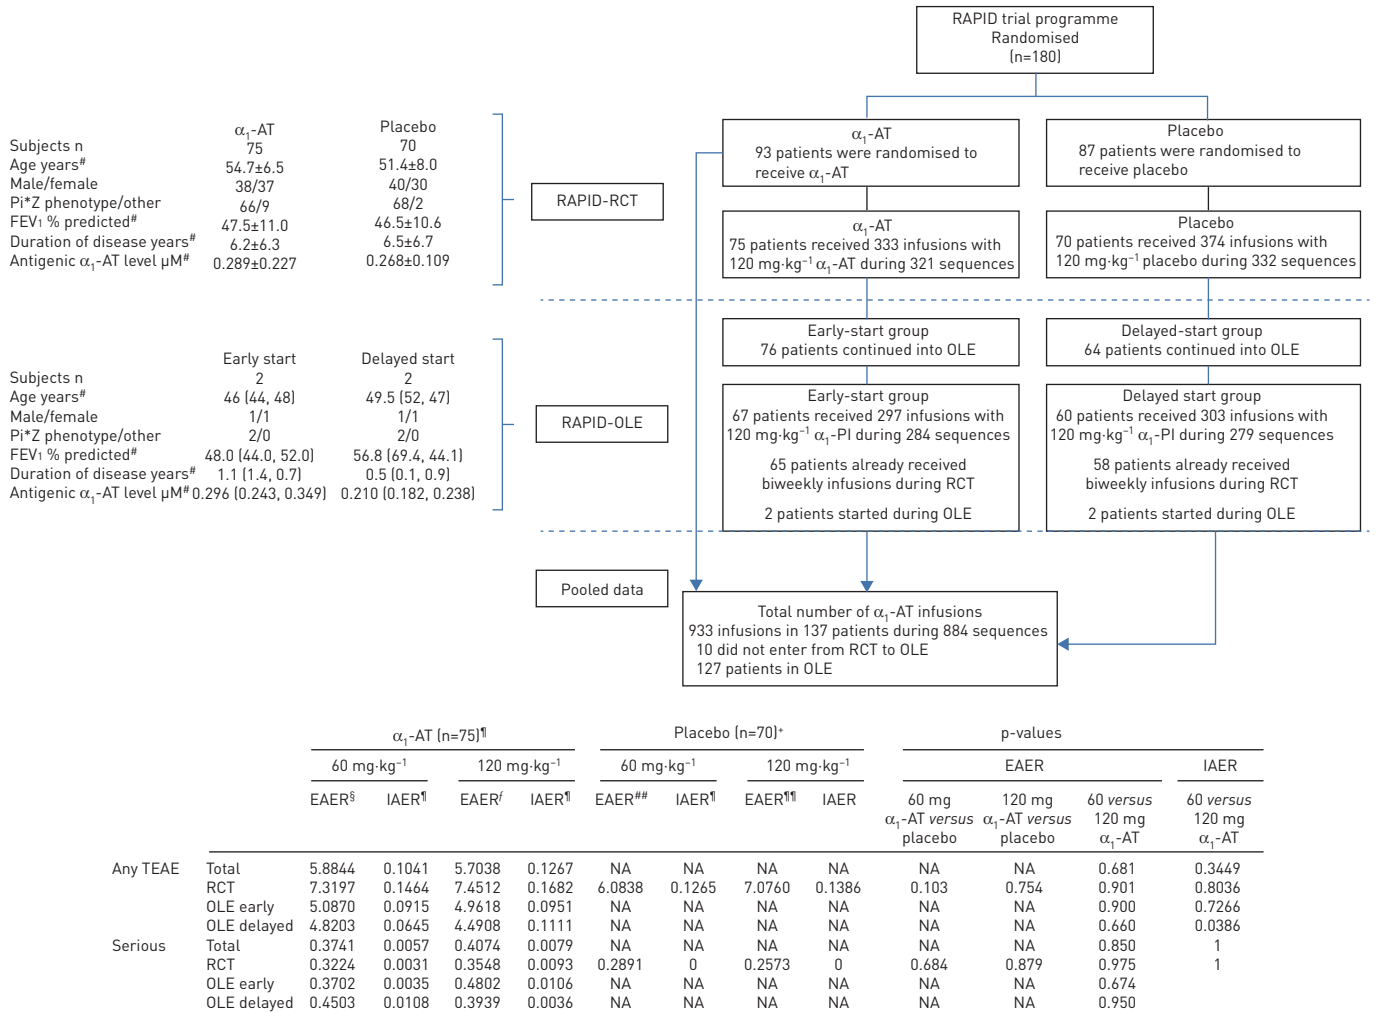 RAPID trial programme
Randomised
(n=180)
α₁-AT
93 patients were randomised to
receive α₁-AT
Placebo
87 patients were randomised to
receive placebo
α₁-AT Placebo
Subjects n 75 70
Age years# 54.7±6.5 51.4±8.0
Male/female 38/37 40/30
Pi*Z phenotype/other 66/9 68/2
FEV1 % predicted# 47.5±11.0 46.5±10.6
Duration of disease years# 6.2±6.3 6.5±6.7
Antigenic α₁-AT level µM# 0.289±0.227 0.268±0.109
RAPID-RCT
α₁-AT
75 patients received 333 infusions with
120 mg·kg⁻¹ α₁-AT during 321 sequences
Placebo
70 patients received 374 infusions with
120 mg·kg⁻¹ placebo during 332 sequences
Early-start group
76 patients continued into OLE
Delayed-start group
64 patients continued into OLE
Early start Delayed start
Subjects n 2 2
Age years# 46 (44, 48) 49.5 (52, 47)
Male/female 1/1 1/1
Pi*Z phenotype/other 2/0 2/0
FEV1 % predicted# 48.0 (44.0, 52.0) 56.8 (69.4, 44.1)
Duration of disease years# 1.1 (1.4, 0.7) 0.5 (0.1, 0.9)
Antigenic α₁-AT level µM# 0.296 (0.243, 0.349) 0.210 (0.182, 0.238)
RAPID-OLE
Early-start group
67 patients received 297 infusions with
120 mg·kg⁻¹ α₁-PI during 284 sequences
65 patients already received
biweekly infusions during RCT
2 patients started during OLE
Delayed start group
60 patients received 303 infusions with
120 mg·kg⁻¹ α₁-PI during 279 sequences
58 patients already received
biweekly infusions during RCT
2 patients started during OLE
Pooled data
Total number of α₁-AT infusions
933 infusions in 137 patients during 884 sequences
10 did not enter from RCT to OLE
127 patients in OLE
α₁-AT (n=75)¶ Placebo (n=70)⁺ p-values
60 mg·kg⁻¹ 120 mg·kg⁻¹ 60 mg·kg⁻¹ 120 mg·kg⁻¹ EAER IAER
EAER§ IAER¶ EAERƒ IAER¶ EAER## IAER¶ EAER¶¶ IAER 60 mg 120 mg 60 versus 60 versus
α₁-AT versus α₁-AT versus 120 mg 120 mg
placebo placebo α₁-AT α₁-AT
Any TEAE Total 5.8844 0.1041 5.7038 0.1267 NA NA NA NA NA NA 0.681 0.3449
RCT 7.3197 0.1464 7.4512 0.1682 6.0838 0.1265 7.0760 0.1386 0.103 0.754 0.901 0.8036
OLE early 5.0870 0.0915 4.9618 0.0951 NA NA NA NA NA NA 0.900 0.7266
OLE delayed 4.8203 0.0645 4.4908 0.1111 NA NA NA NA NA NA 0.660 0.0386
Serious Total 0.3741 0.0057 0.4074 0.0079 NA NA NA NA NA NA 0.850 1
RCT 0.3224 0.0031 0.3548 0.0093 0.2891 0 0.2573 0 0.684 0.879 0.975 1
OLE early 0.3702 0.0035 0.4802 0.0106 NA NA NA NA NA NA 0.674
OLE delayed 0.4503 0.0108 0.3939 0.0036 NA NA NA NA NA NA 0.950